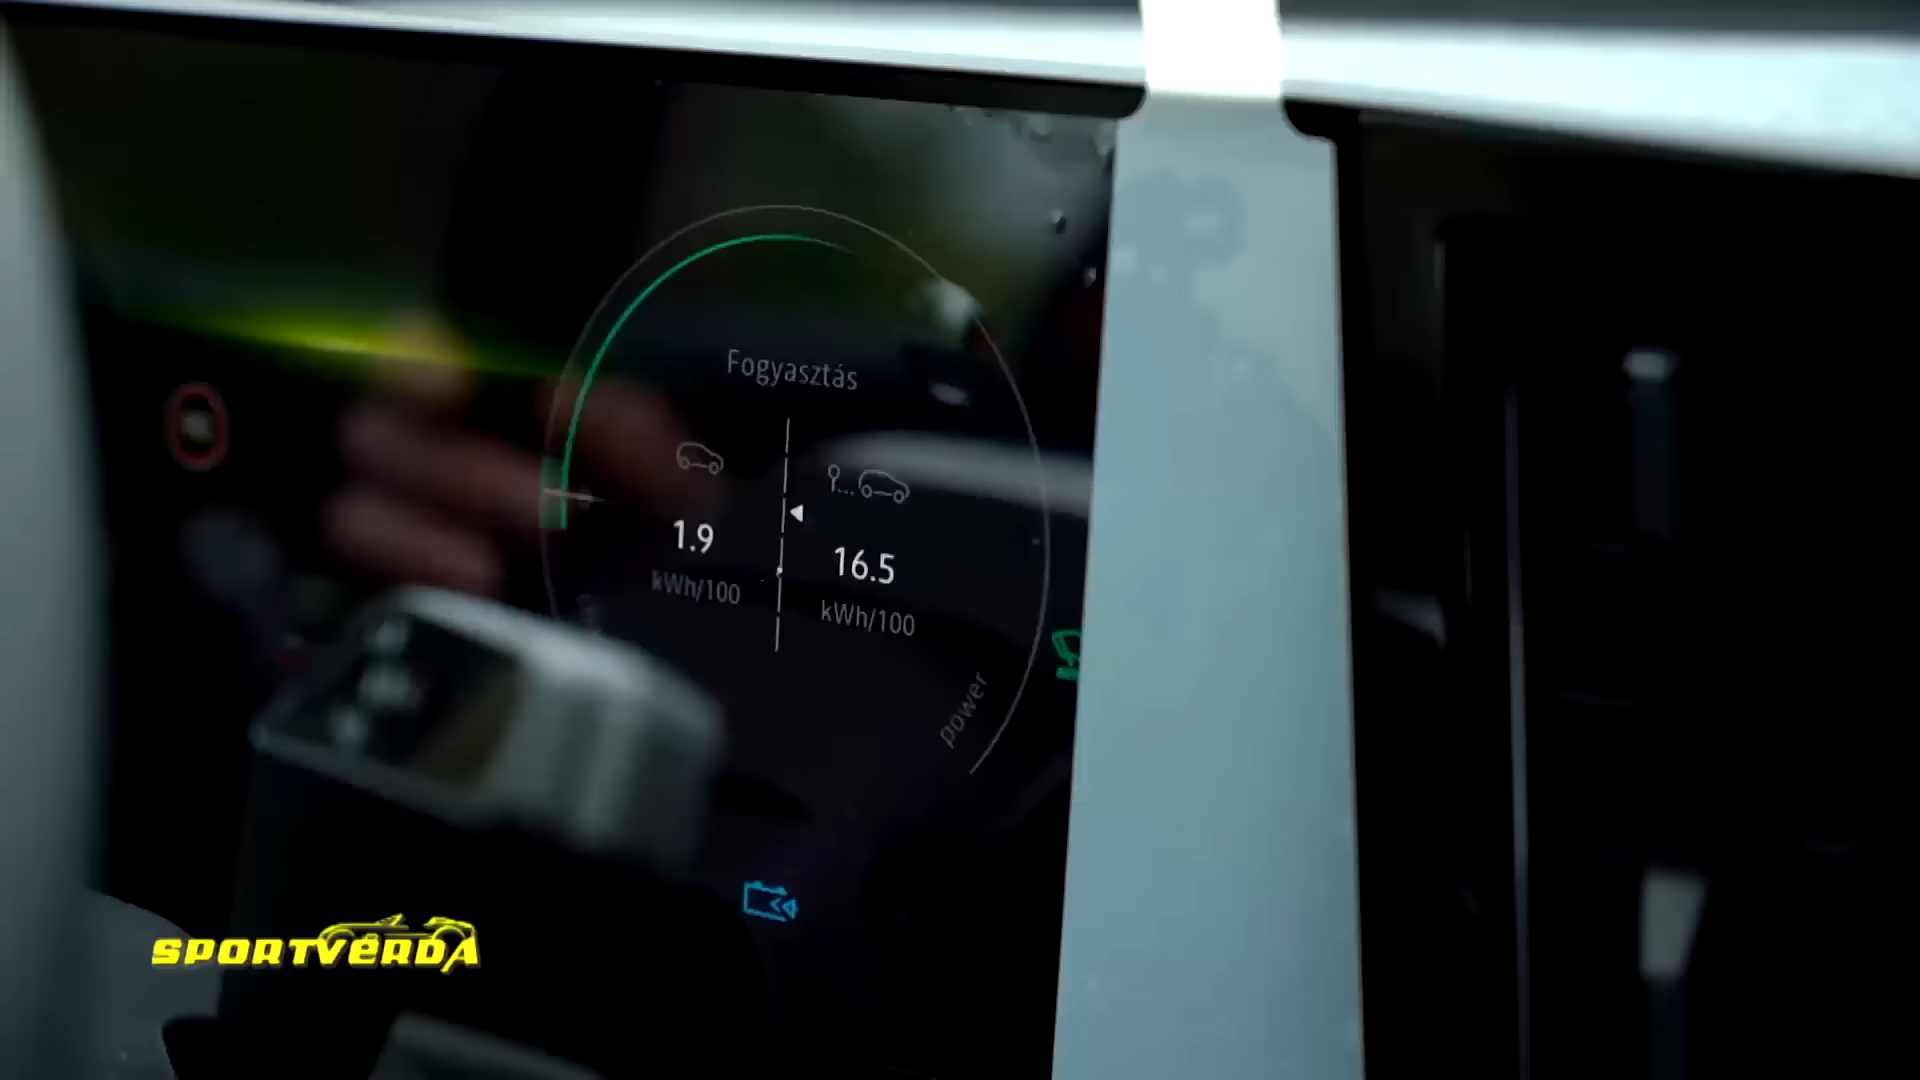 Fogyasztás
1.9
kWh/100
16.5
kWh/100
power
SPORTVERDA